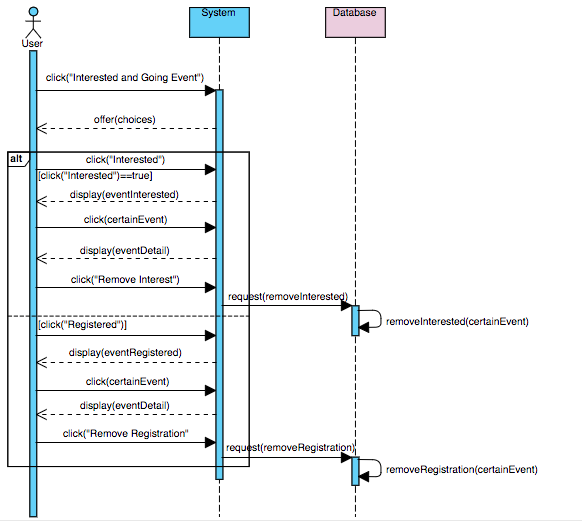 System
Database
User
click("Interested and Going Event")
offer(choices)
alt
click("Interested")
[click("Interested")==true]
display(eventInterested)
click(certainEvent)
display(eventDetail)
click("Remove Interest")
request(removeInterested)
removeInterested(certainEvent)
[click("Registered")]
display(eventRegistered)
click(certainEvent)
display(eventDetail)
click("Remove Registration"
request(removeRegistration)
removeRegistration(certainEvent)